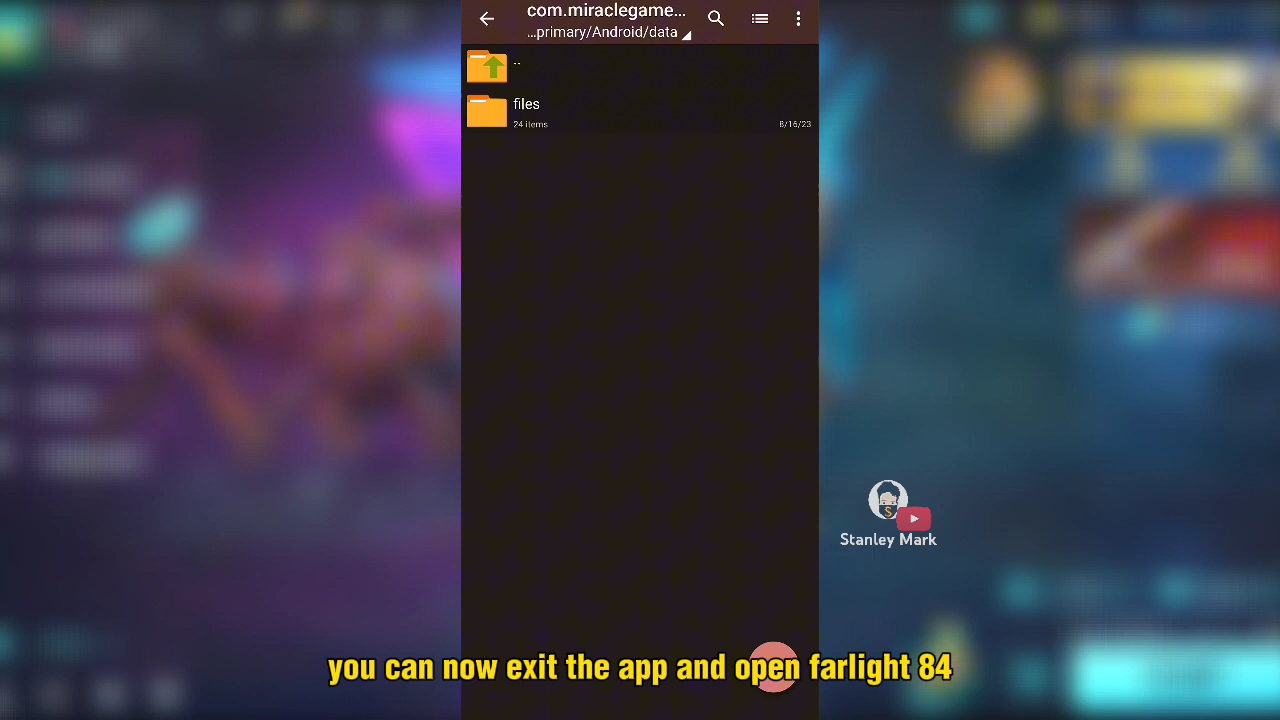 com.miraclegame...
...primary/Android/data
..
files
24 items
8/16/23
Stanley Mark
you can now exit the app and open farlight 84